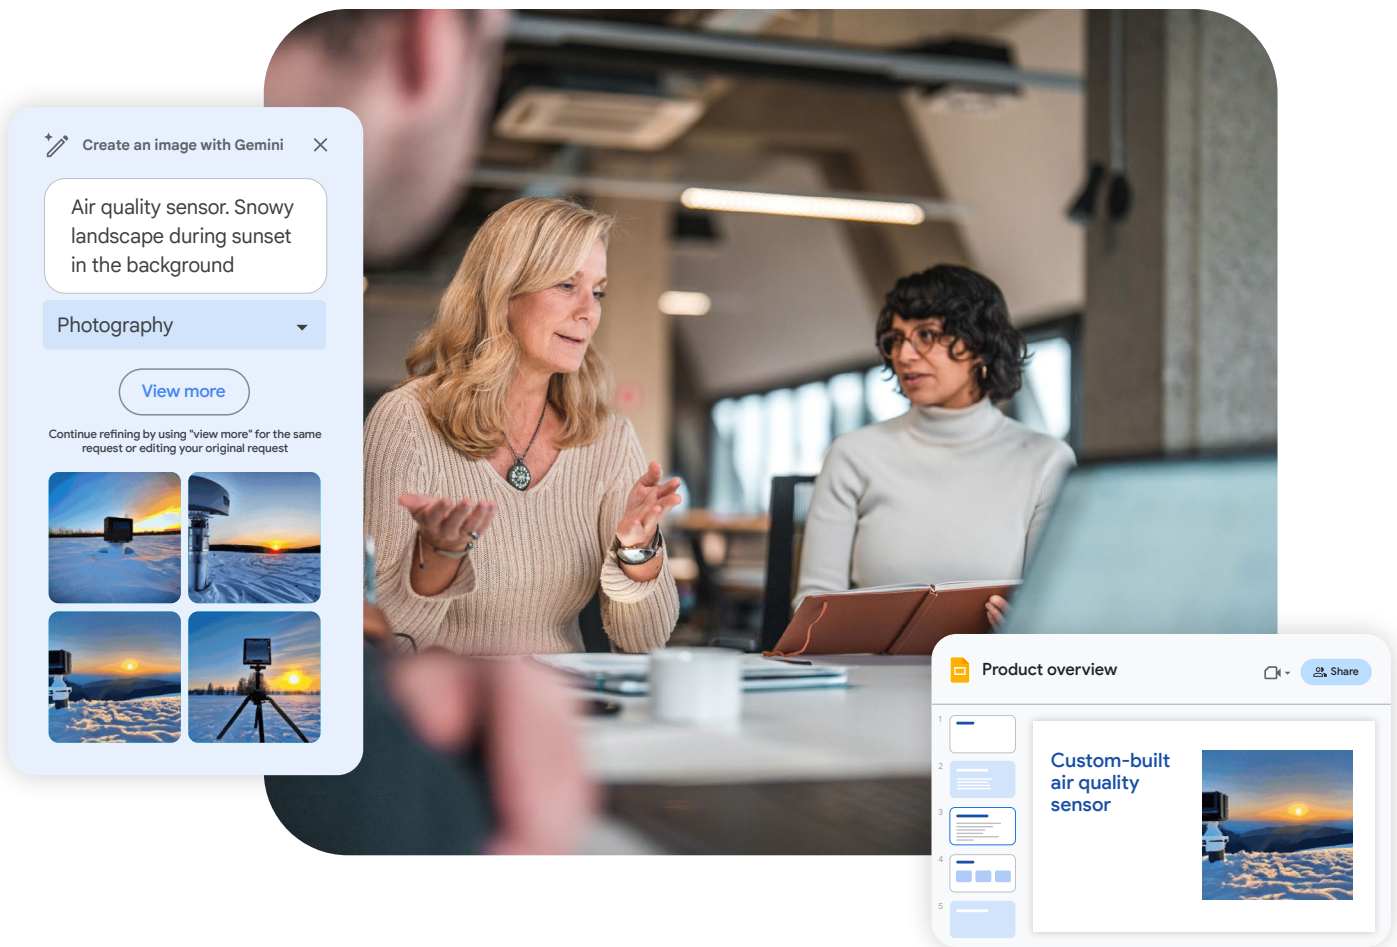 Create an image with Gemini
Air quality sensor. Snowy
landscape during sunset
in the background
Photography
View more
Continue refining by using "view more" for the same
request or editing your original request
Product overview
Share
1
2
3
4
5
Custom-built
air quality
sensor